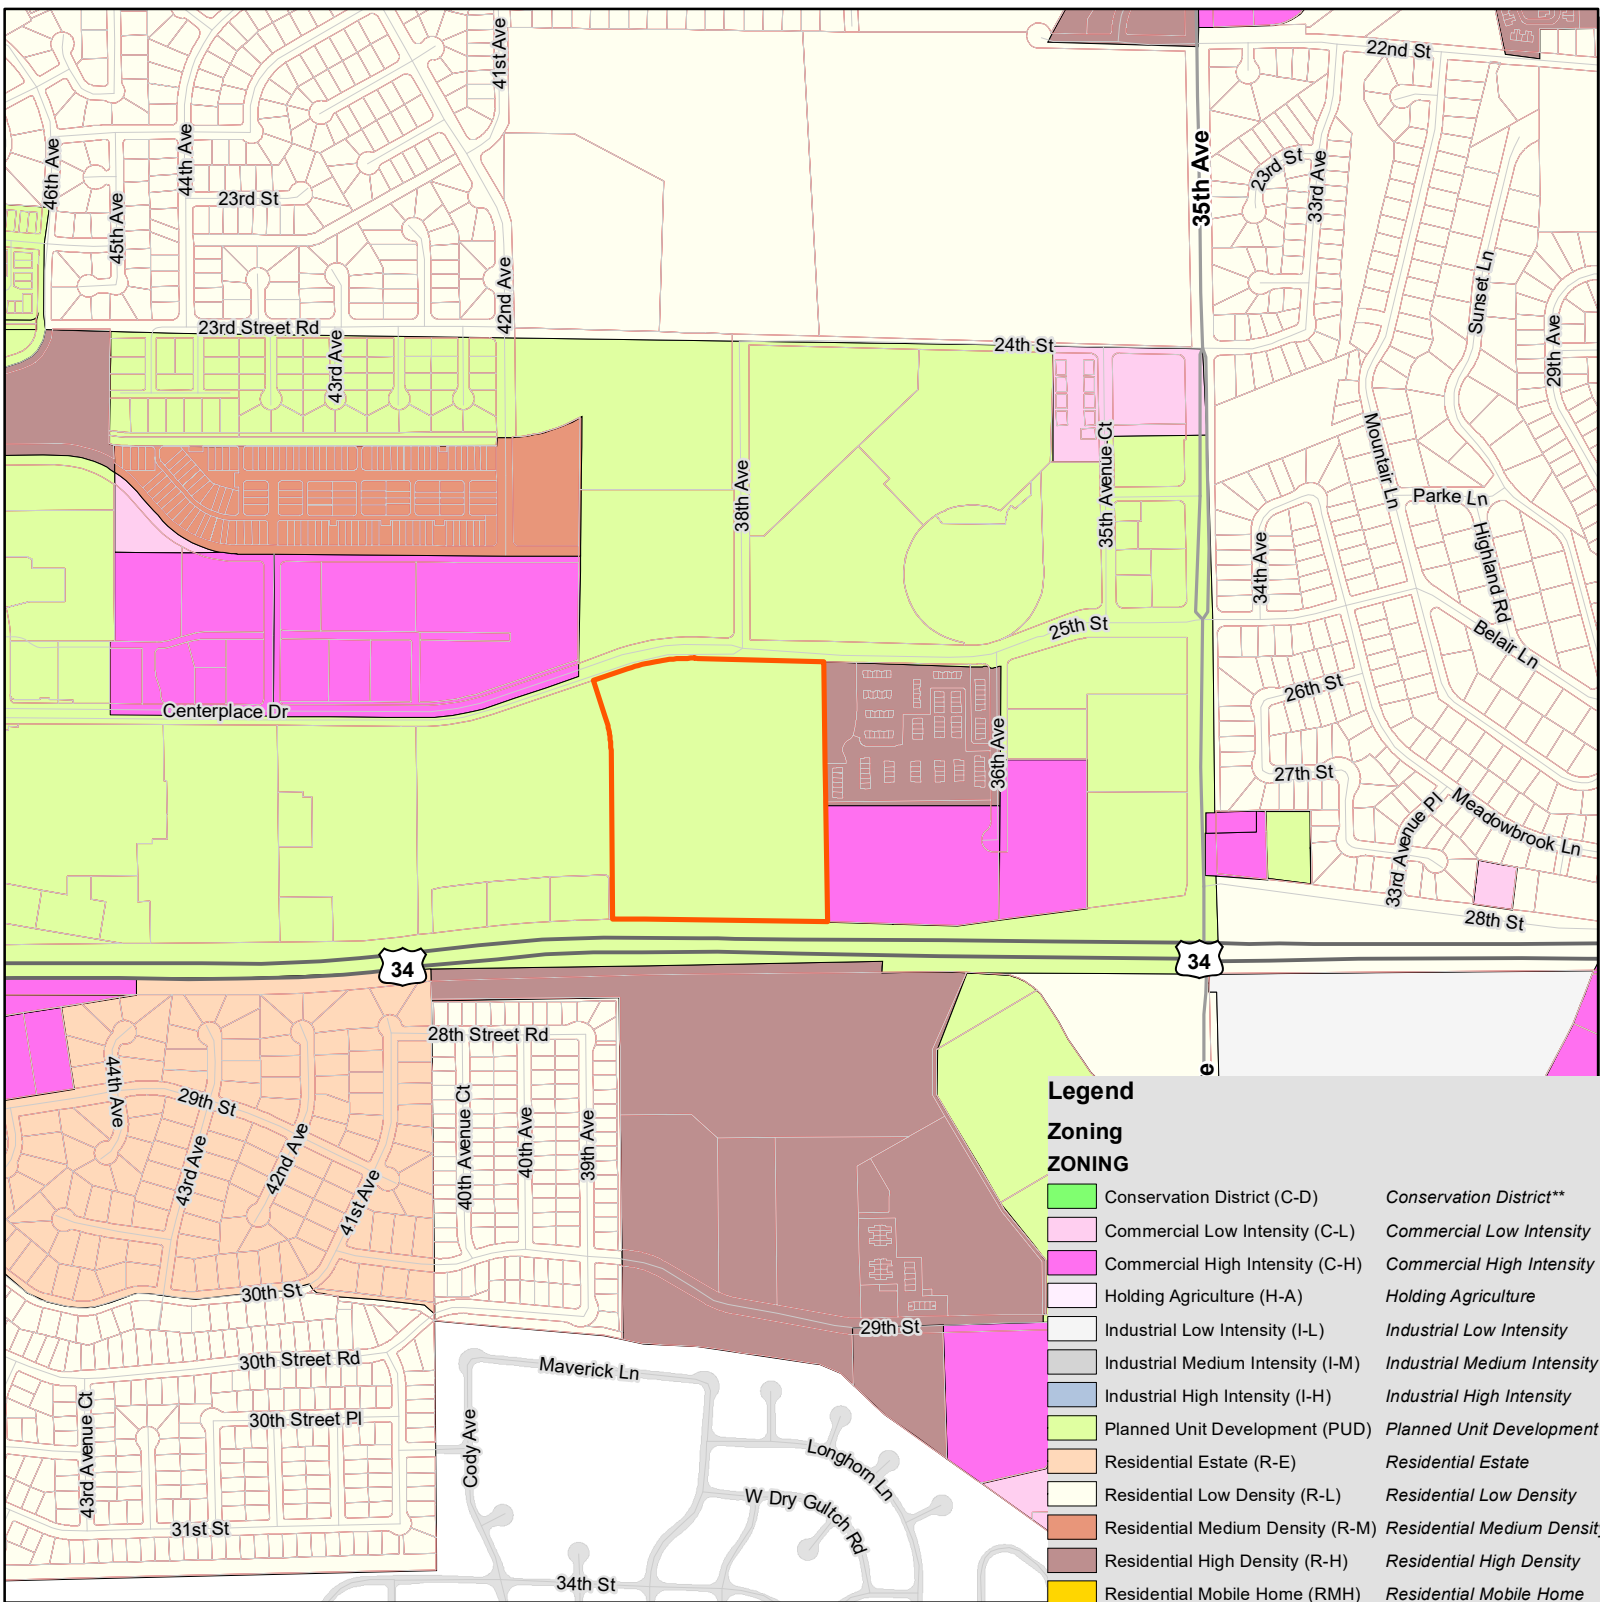 22nd St
41st Ave
46th Ave
44th Ave
45th Ave
23rd St
35th Ave
23rd St
33rd Ave
42nd Ave
Sunset Ln
29th Ave
23rd Street Rd
43rd Ave
24th St
38th Ave
35th Avenue Ct
Mountair Ln
Parke Ln
Highland Rd
34th Ave
25th St
Belair Ln
26th St
Centerplace Dr
36th Ave
27th St
33rd Avenue Pl
Meadowbrook Ln
28th St
34
34
28th Street Rd
44th Ave
29th St
43rd Ave
42nd Ave
41st Ave
40th Avenue Ct
40th Ave
39th Ave
30th St
29th St
30th Street Rd
Maverick Ln
43rd Avenue Ct
30th Street Pl
Cody Ave
Longhorn Ln
W Dry Gultch Rd
31st St
34th St
e
Legend
Zoning
ZONING
Conservation District (C-D) Conservation District**
Commercial Low Intensity (C-L) Commercial Low Intensity
Commercial High Intensity (C-H) Commercial High Intensity
Holding Agriculture (H-A) Holding Agriculture
Industrial Low Intensity (I-L) Industrial Low Intensity
Industrial Medium Intensity (I-M) Industrial Medium Intensity
Industrial High Intensity (I-H) Industrial High Intensity
Planned Unit Development (PUD) Planned Unit Development
Residential Estate (R-E) Residential Estate
Residential Low Density (R-L) Residential Low Density
Residential Medium Density (R-M) Residential Medium Density
Residential High Density (R-H) Residential High Density
Residential Mobile Home (RMH) Residential Mobile Home